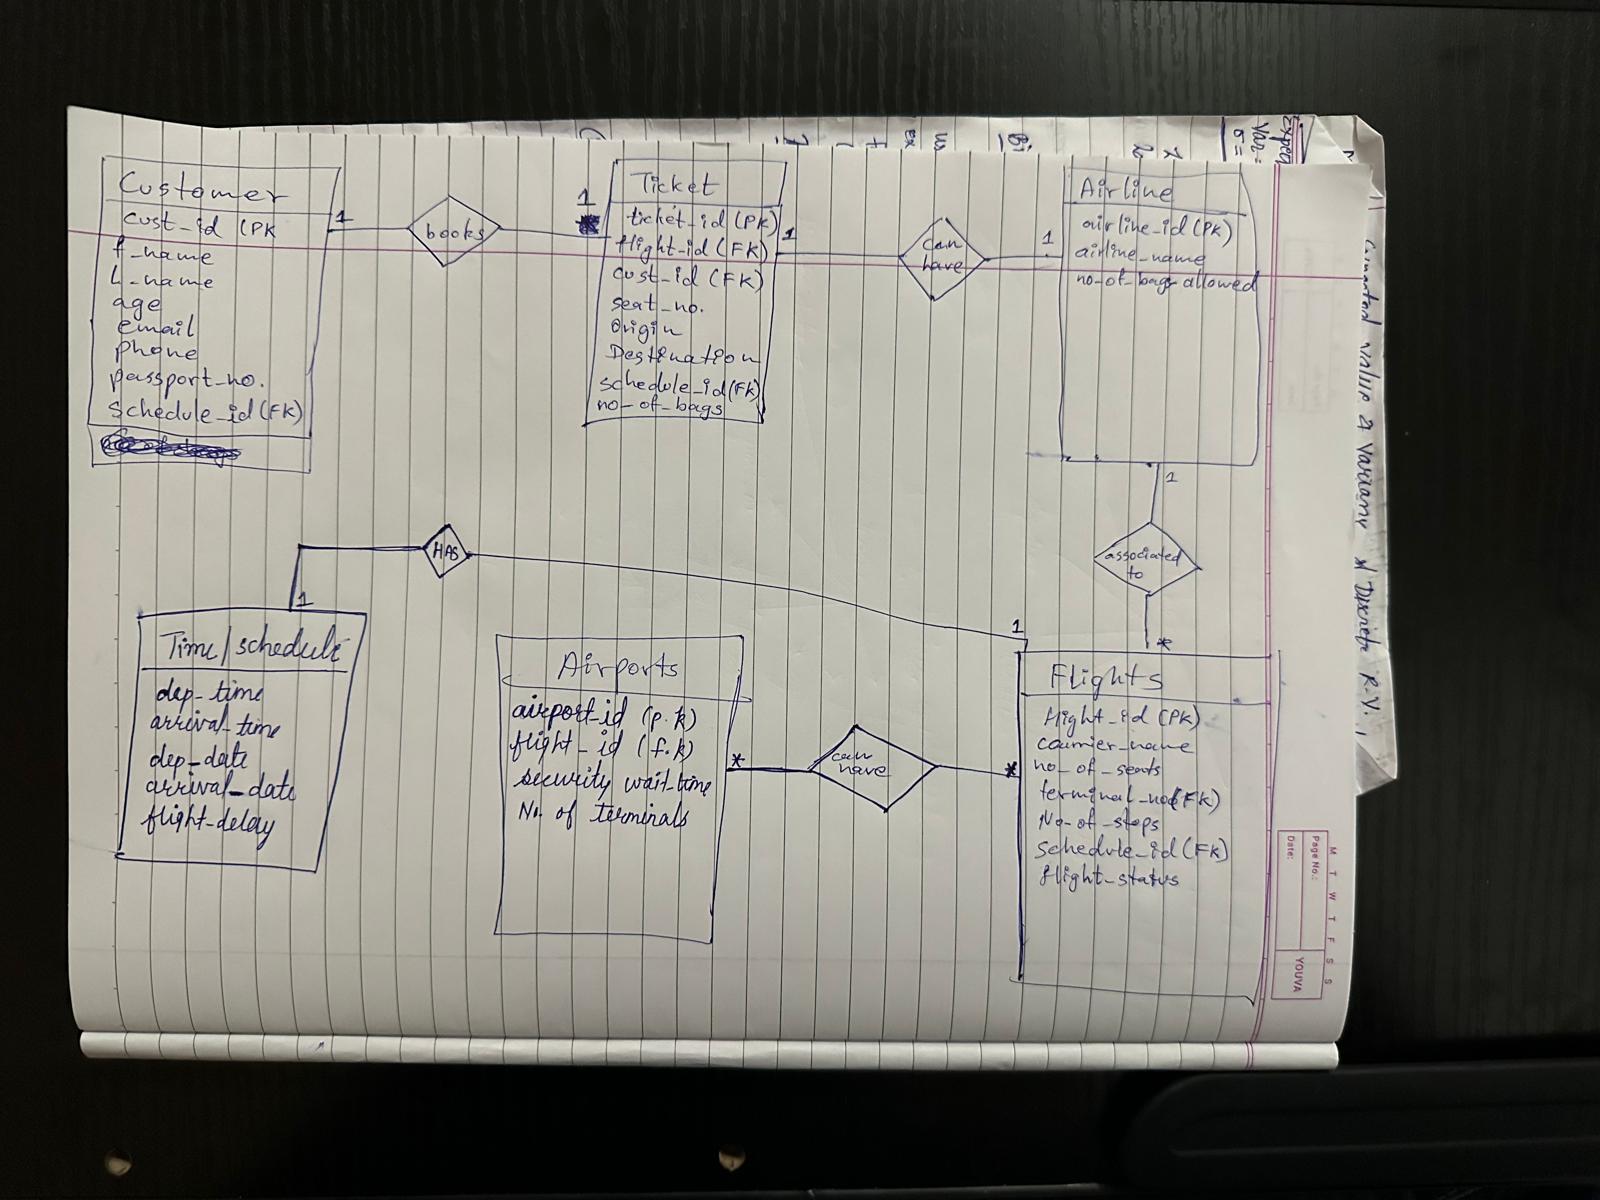 Customer
cust_id (PK
f_name
L_name
age
email
phone
passport_no.
schedule_id (FK)
1
books
1
*
Ticket
ticket_id (PK)
flight_id (FK)
cust_id (FK)
seat_no.
Origin
Destination
schedule_id (FK)
no_of_bags
1
can
have
1
Airline
airline_id (PK)
airline_name
no_of_bags allowed
1
associated
to
*
HAS
1
1
Time/schedule
dep_time
arrival_time
dep_date
arrival_date
flight_delay
Airports
airport_id (p.k)
flight_id (f.k)
security wait_time
No. of terminals
*
can
have
*
Flights
flight_id (PK)
courrier_name
no_of_seats
terminal_no (FK)
No_of_stops
schedule_id (FK)
flight_status
Var =
σ =
value & Variance of Discrete R.V.
M T W T F S S
Page No.:
Date:
YOUVA